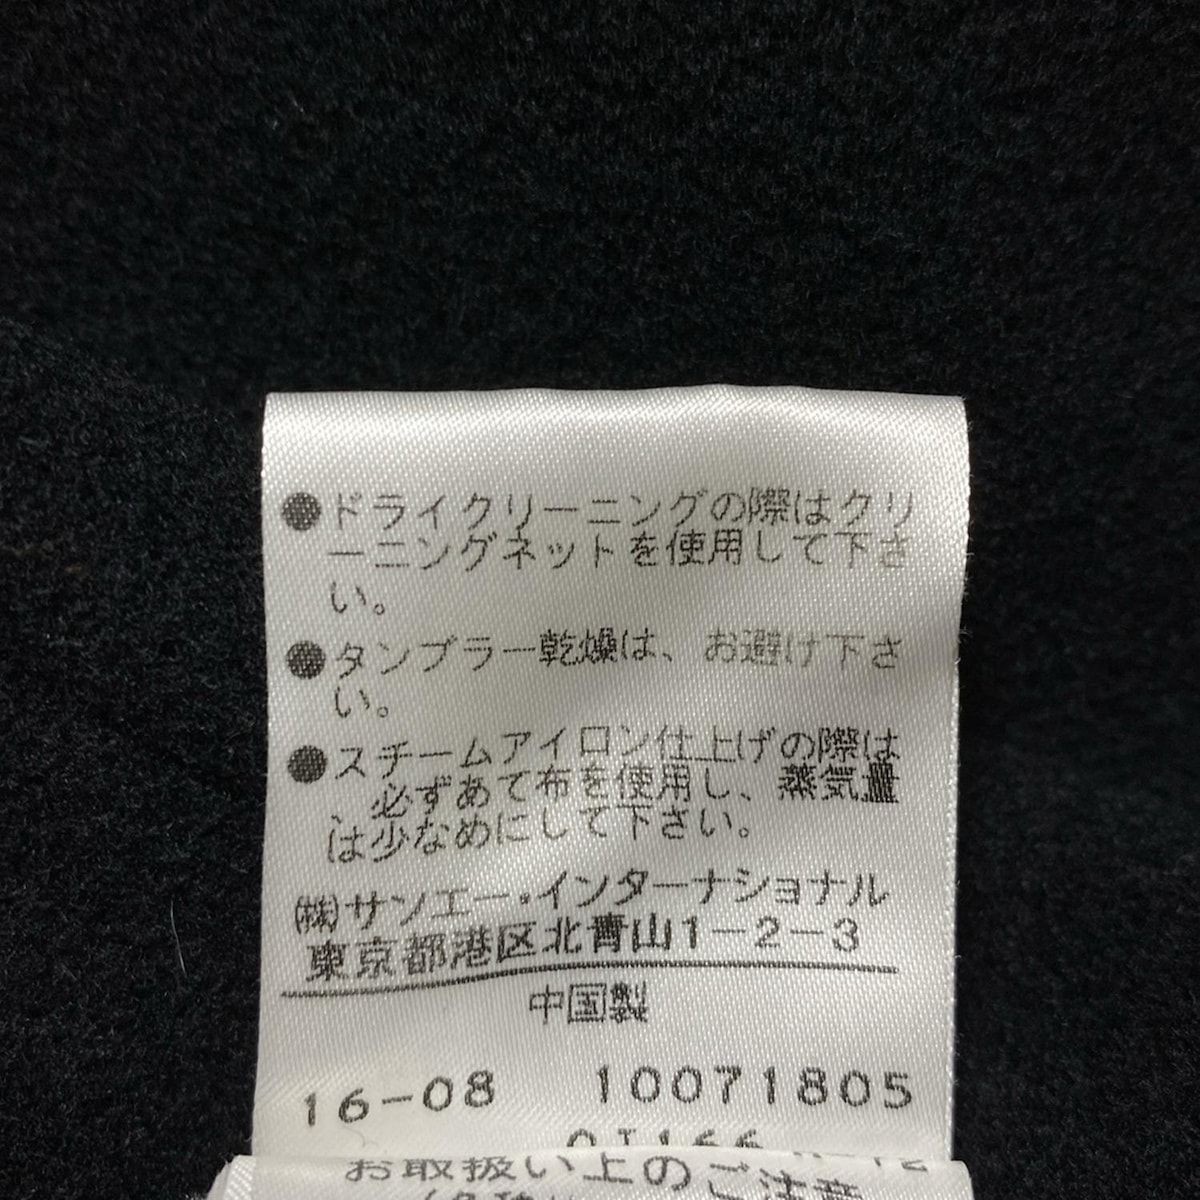 ●ドライクリーニングの際はクリ
ーニングネットを使用して下さ
い。
●タンブラー乾燥は、お避け下さ
い。
●スチームアイロン仕上げの際は
必ずあて布を使用し、蒸気量
は少なめにして下さい。
㈱サンエー・インターナショナル
東京都港区北青山1-2-3
中国製
16-08 10071805
お取扱い上のご注意